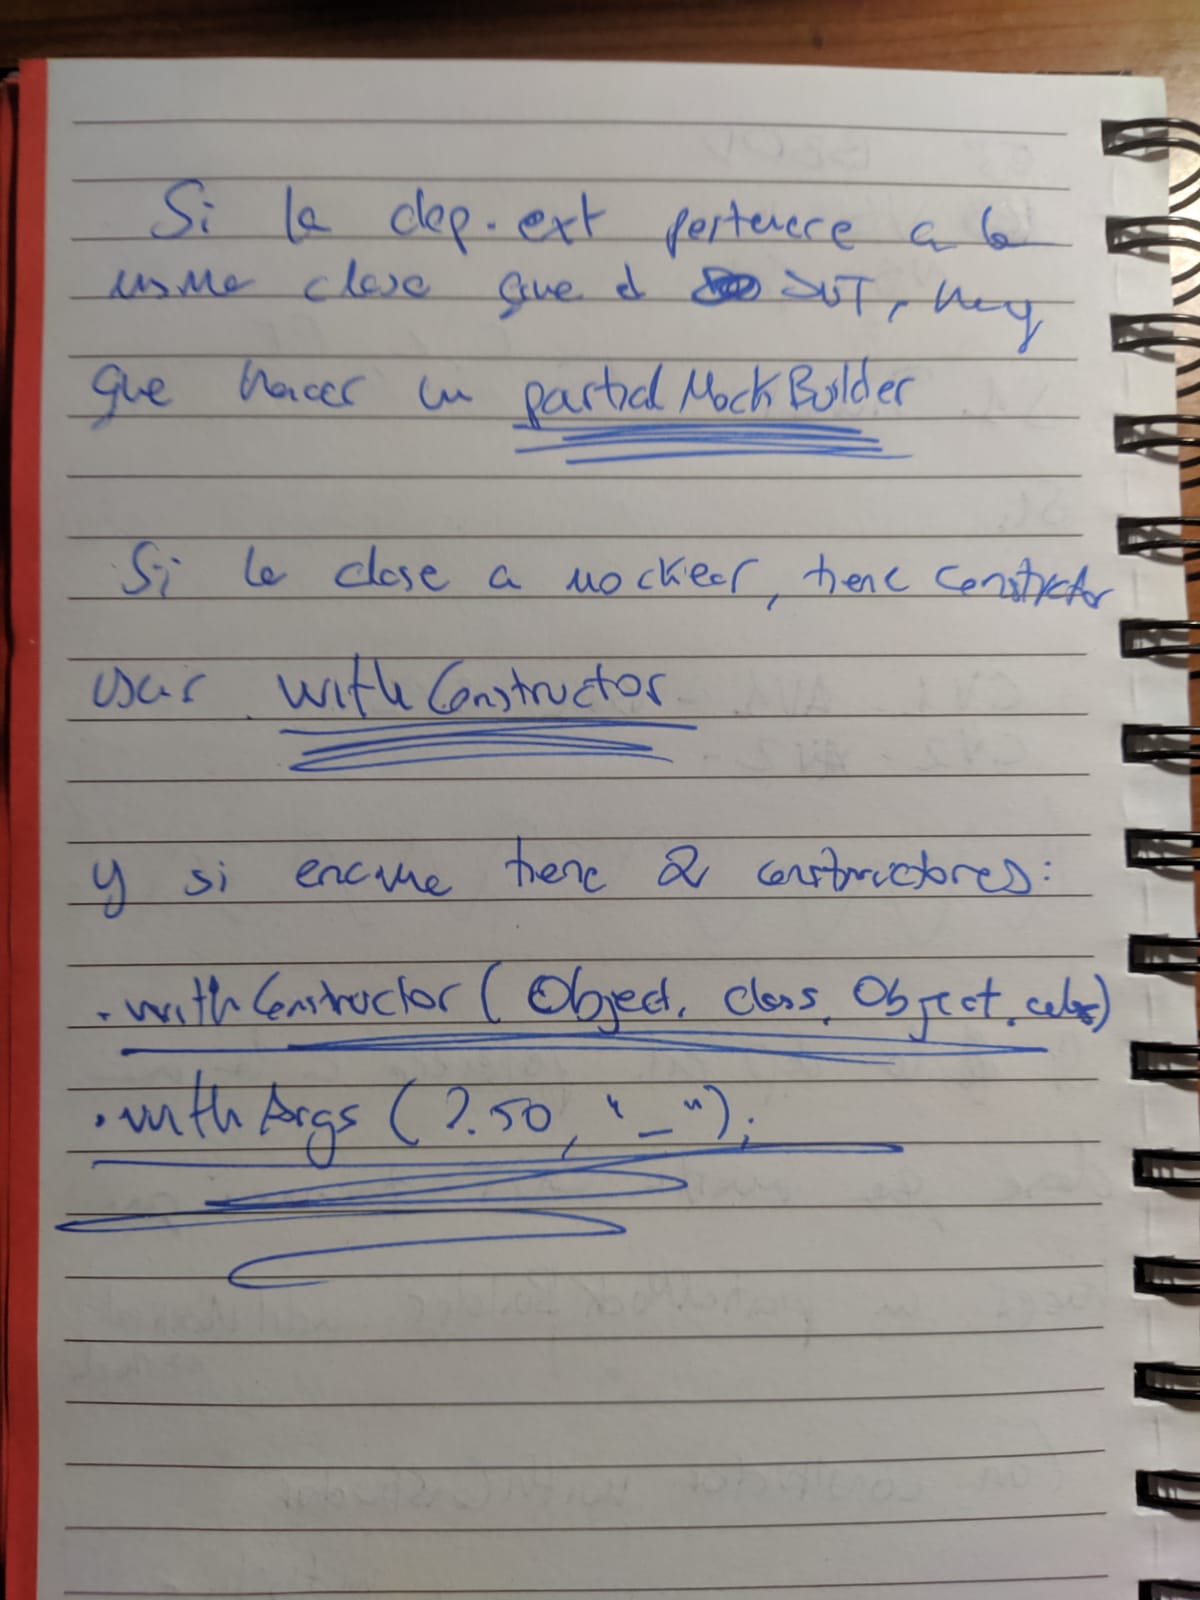 Si la dep. ext pertenece a la
misma clase que el SUT, hay
que hacer un partialMockBuilder
Si la clase a mockear, tiene constructor
usar withConstructor
y si encima tiene 2 constructores:
.withConstructor(Object.class, Object.class)
.withArgs(2.50, "_");